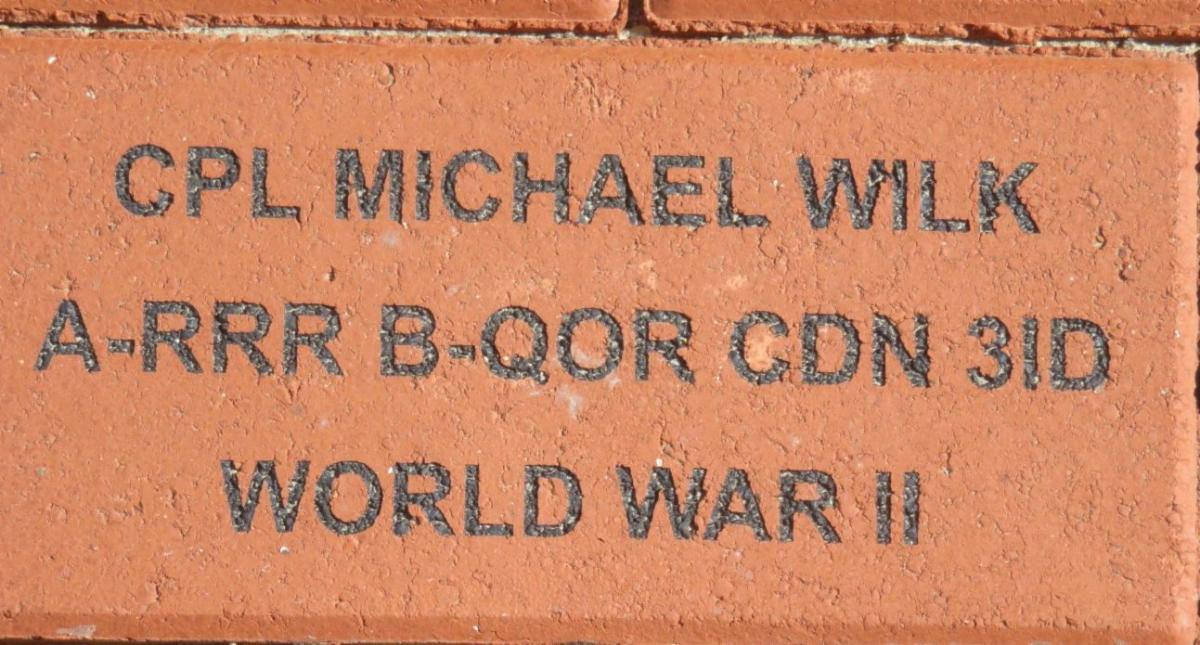 CPL MICHAEL WILK
A-RRR B-QOR CDN 3ID
WORLD WAR II